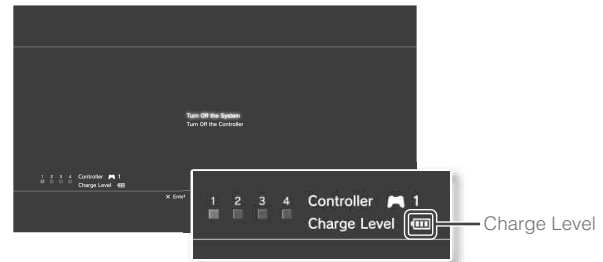 Turn Off the System
Turn Off the Controller
1 2 3 4 Controller 1
Charge Level
Enter
1 2 3 4 Controller 1
Charge Level
Charge Level